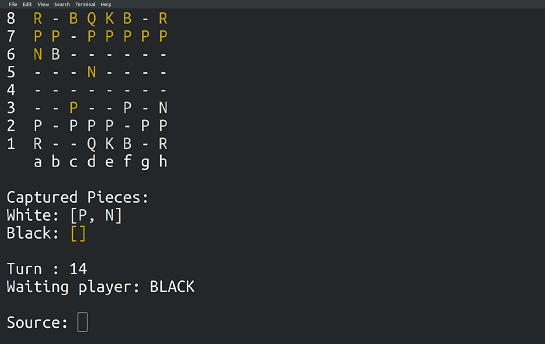 File Edit View Search Terminal Help
8 R - B Q K B - R
7 P P - P P P P P
6 N B - - - - - -
5 - - - N - - - -
4 - - - - - - - -
3 - - P - - P - N
2 P - P P P - P P
1 R - - Q K B - R
a b c d e f g h
Captured Pieces:
White: [P, N]
Black: []
Turn : 14
Waiting player: BLACK
Source: